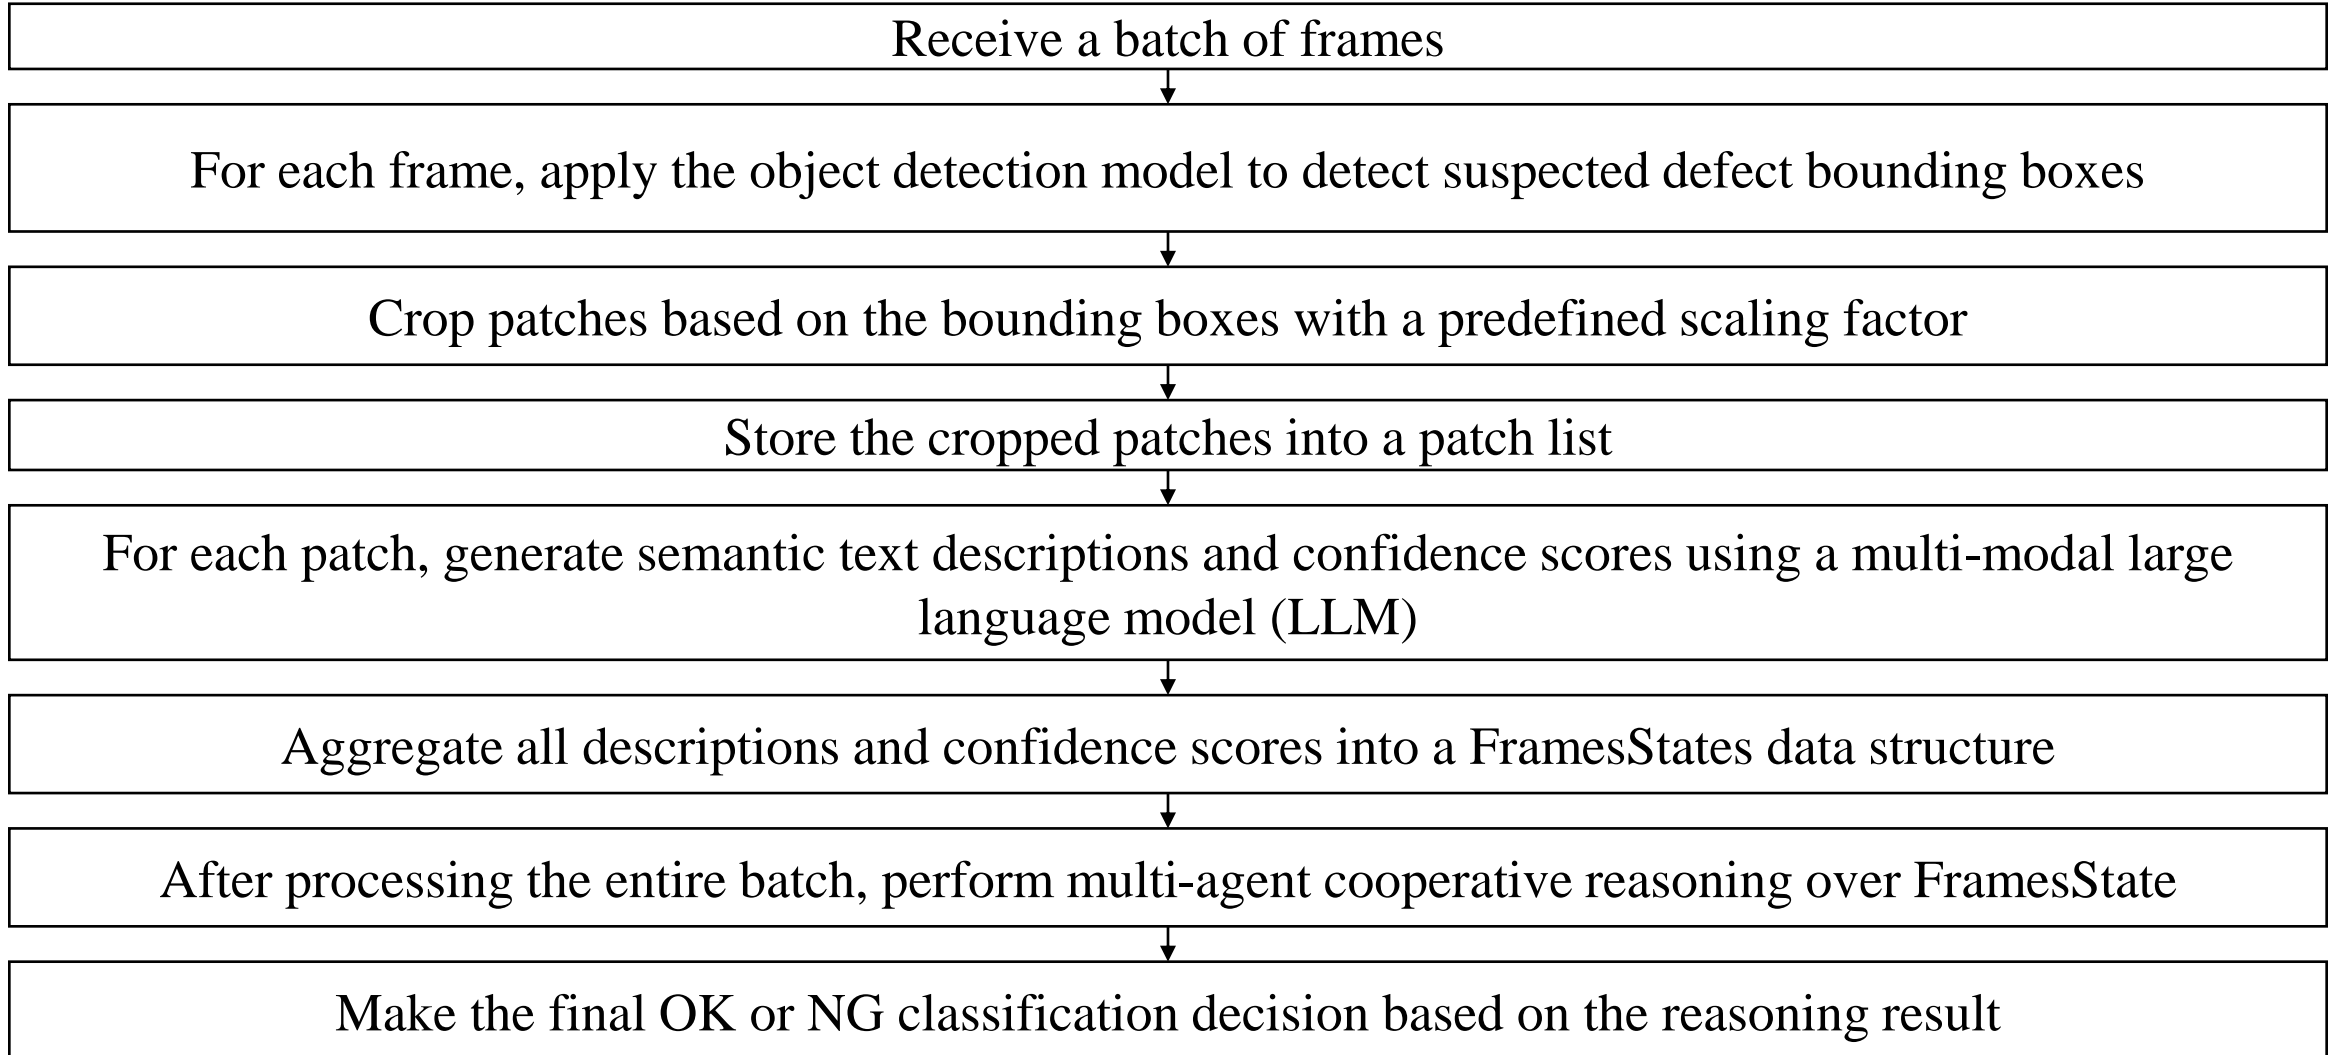 Receive a batch of frames
For each frame, apply the object detection model to detect suspected defect bounding boxes
Crop patches based on the bounding boxes with a predefined scaling factor
Store the cropped patches into a patch list
For each patch, generate semantic text descriptions and confidence scores using a multi-modal large
language model (LLM)
Aggregate all descriptions and confidence scores into a FramesStates data structure
After processing the entire batch, perform multi-agent cooperative reasoning over FramesState
Make the final OK or NG classification decision based on the reasoning result